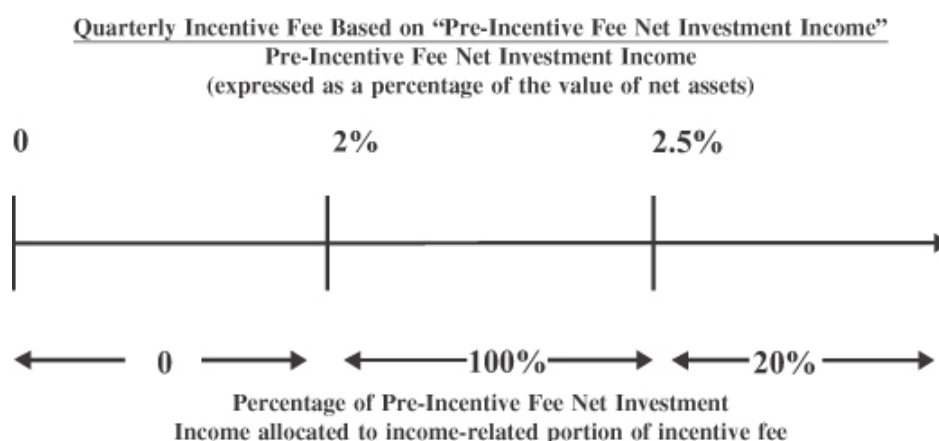 Quarterly Incentive Fee Based on “Pre-Incentive Fee Net Investment Income”
Pre-Incentive Fee Net Investment Income
(expressed as a percentage of the value of net assets)
0 2% 2.5%
0 100% 20%
Percentage of Pre-Incentive Fee Net Investment
Income allocated to income-related portion of incentive fee